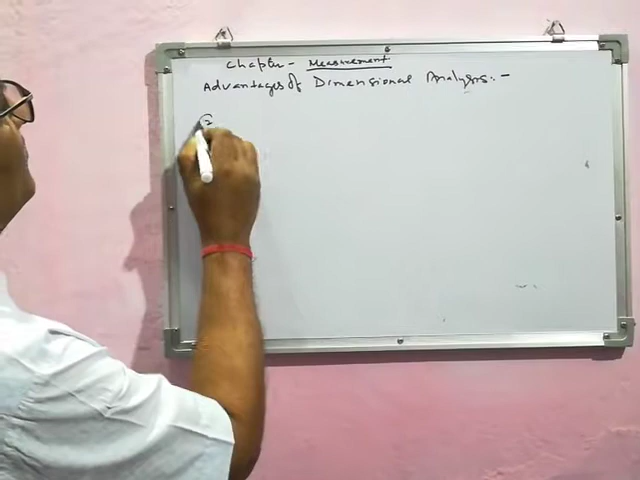 Chapter - Measurement
Advantages of Dimensional Analysis :-